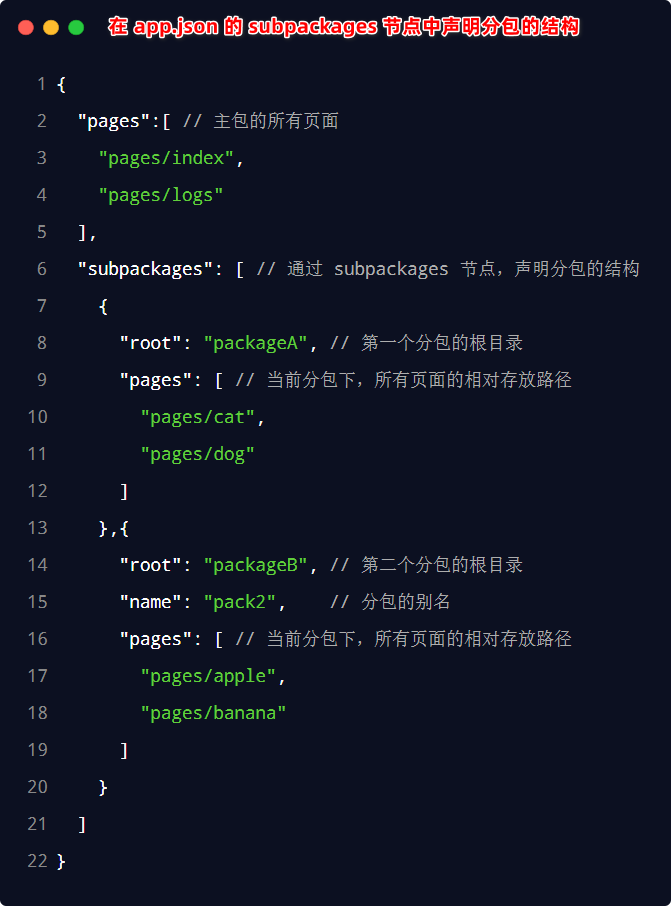 在 app.json 的 subpackages 节点中声明分包的结构
1 {
2   "pages":[ // 主包的所有页面
3     "pages/index",
4     "pages/logs"
5   ],
6   "subpackages": [ // 通过 subpackages 节点，声明分包的结构
7     {
8       "root": "packageA", // 第一个分包的根目录
9       "pages": [ // 当前分包下，所有页面的相对存放路径
10         "pages/cat",
11         "pages/dog"
12       ]
13     },{
14       "root": "packageB", // 第二个分包的根目录
15       "name": "pack2",    // 分包的别名
16       "pages": [ // 当前分包下，所有页面的相对存放路径
17         "pages/apple",
18         "pages/banana"
19       ]
20     }
21   ]
22 }